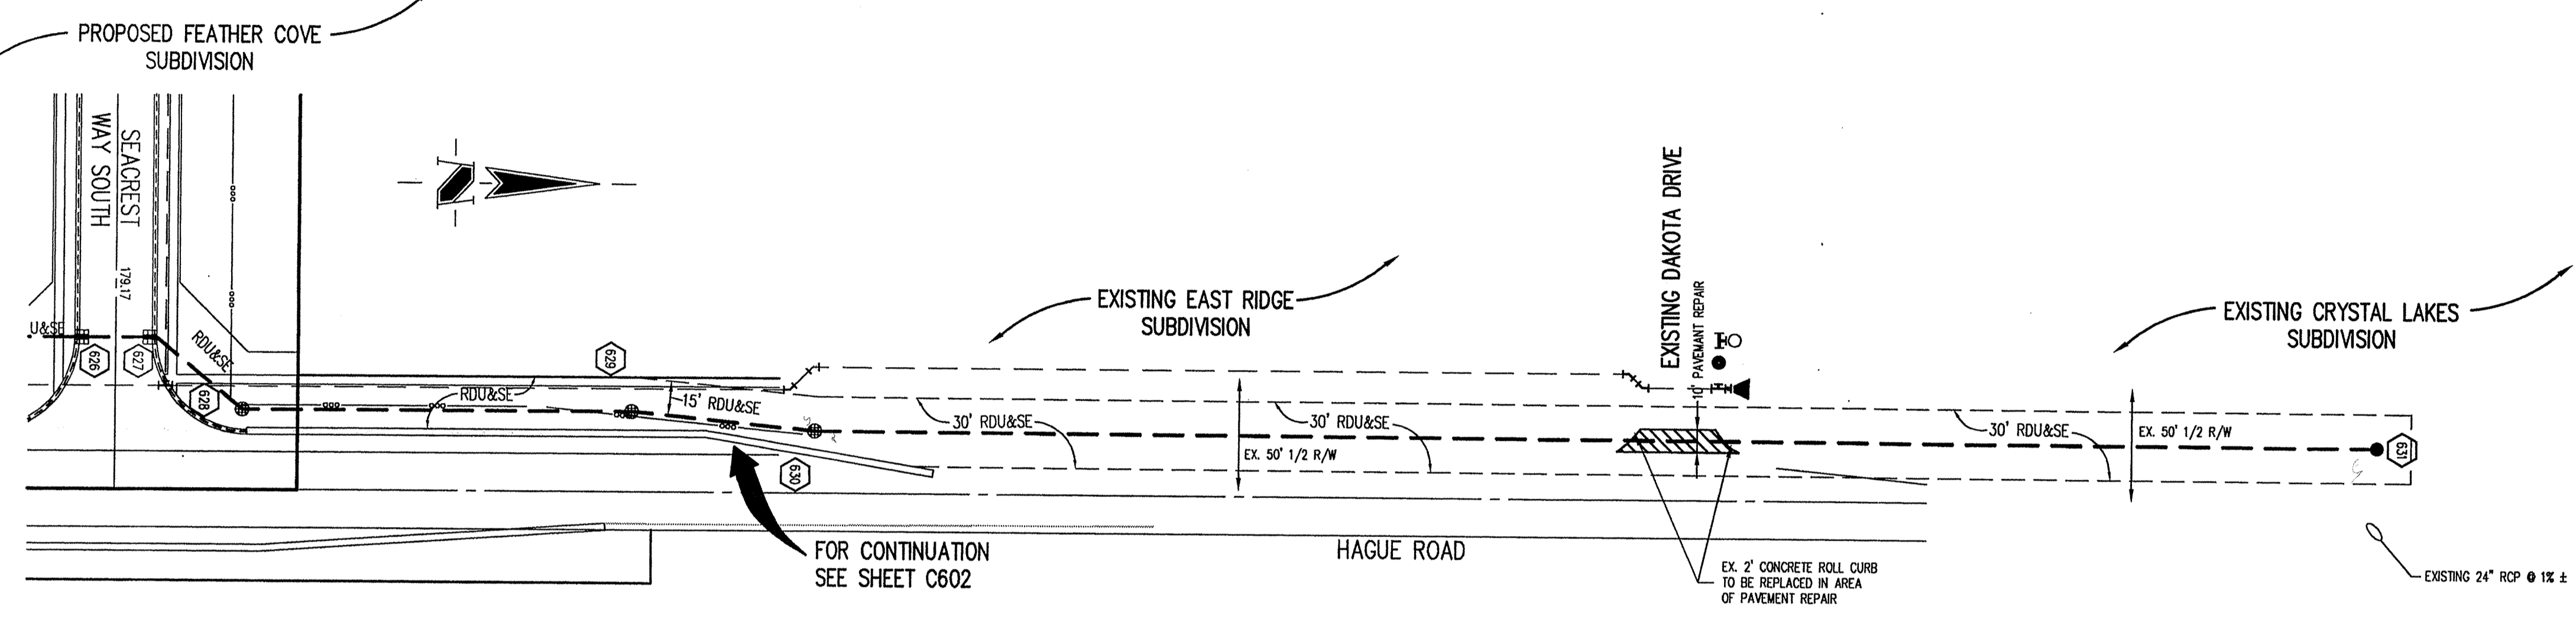 PROPOSED FEATHER COVE
SUBDIVISION
SEACREST
WAY SOUTH
179.17
U&SE
626
627
RDU&SE
628
629
RDU&SE
15' RDU&SE
630
FOR CONTINUATION
SEE SHEET C602
EXISTING EAST RIDGE
SUBDIVISION
30' RDU&SE
EX. 50' 1/2 R/W
30' RDU&SE
HAGUE ROAD
EXISTING DAKOTA DRIVE
10' PAVEMANT REPAIR
EX. 2' CONCRETE ROLL CURB
TO BE REPLACED IN AREA
OF PAVEMENT REPAIR
EXISTING CRYSTAL LAKES
SUBDIVISION
30' RDU&SE
EX. 50' 1/2 R/W
631
EXISTING 24" RCP @ 1% ±